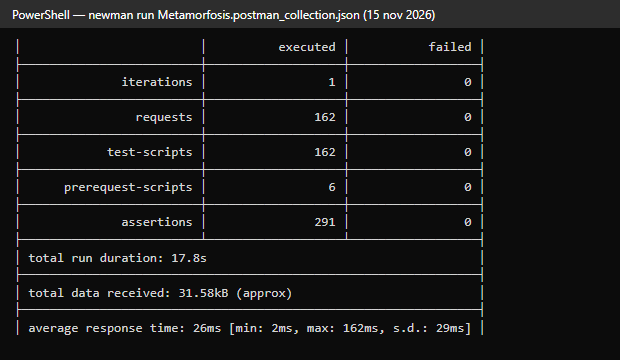 PowerShell — newman run Metamorfosis.postman_collection.json (15 nov 2026)
executed failed
iterations 1 0
requests 162 0
test-scripts 162 0
prerequest-scripts 6 0
assertions 291 0
total run duration: 17.8s
total data received: 31.58kB (approx)
average response time: 26ms [min: 2ms, max: 162ms, s.d.: 29ms]